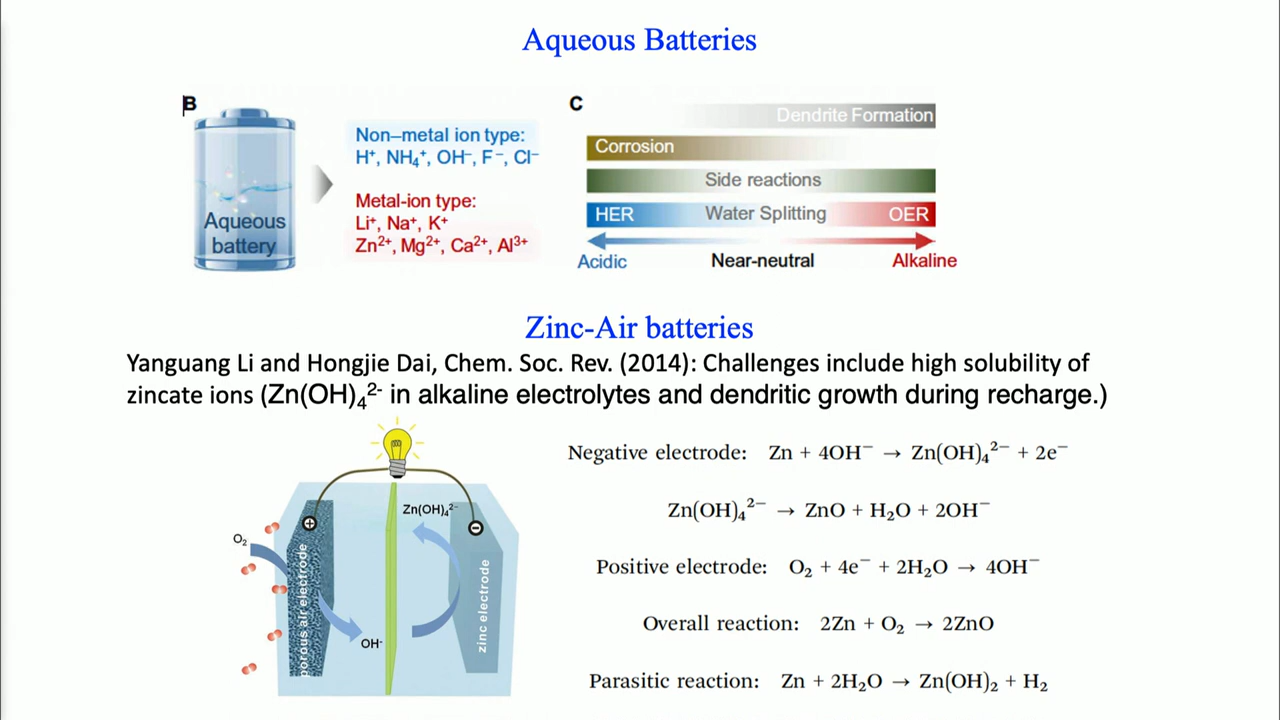 Aqueous Batteries
B
Aqueous
battery
Non–metal ion type:
H⁺, NH₄⁺, OH⁻, F⁻, Cl⁻
Metal-ion type:
Li⁺, Na⁺, K⁺
Zn²⁺, Mg²⁺, Ca²⁺, Al³⁺
C
Dendrite Formation
Corrosion
Side reactions
HER Water Splitting OER
Acidic Near-neutral Alkaline
Zinc-Air batteries
Yanguang Li and Hongjie Dai, Chem. Soc. Rev. (2014): Challenges include high solubility of
zincate ions (Zn(OH)₄²⁻ in alkaline electrolytes and dendritic growth during recharge.)
O₂
+
porous air electrode
OH⁻
Zn(OH)₄²⁻
−
zinc electrode
Negative electrode: Zn + 4OH⁻ → Zn(OH)₄²⁻ + 2e⁻
Zn(OH)₄²⁻ → ZnO + H₂O + 2OH⁻
Positive electrode: O₂ + 4e⁻ + 2H₂O → 4OH⁻
Overall reaction: 2Zn + O₂ → 2ZnO
Parasitic reaction: Zn + 2H₂O → Zn(OH)₂ + H₂